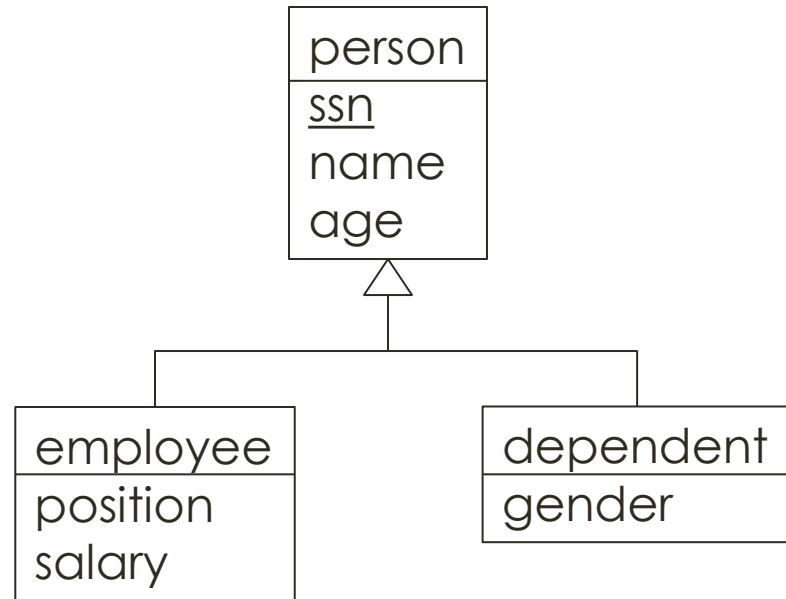 person
ssn
name
age
employee
position
salary
dependent
gender